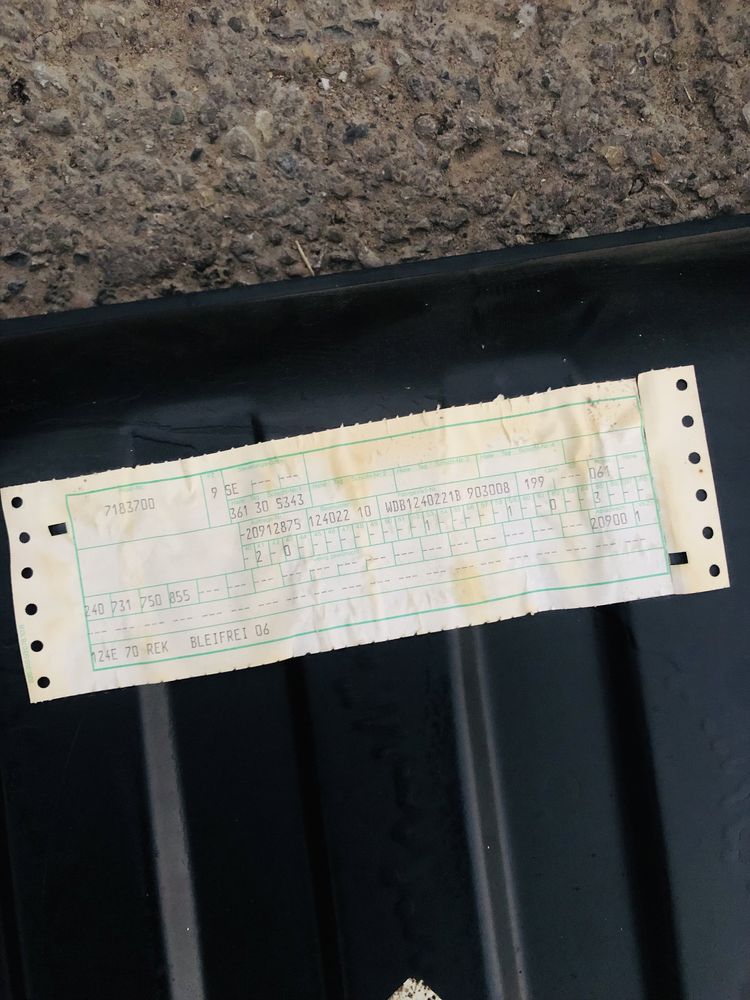 7183700 9 SE --- ---
361 30 5343
-20912875 124022 10 WDB1240221B 903008 199 --- 061 -
2 - 0 - - - - - - - - - 1 - - - - - 1 - - 0 - - 3 - - -
20900 1
240 731 750 855
124E 70 REK BLEIFREI 06